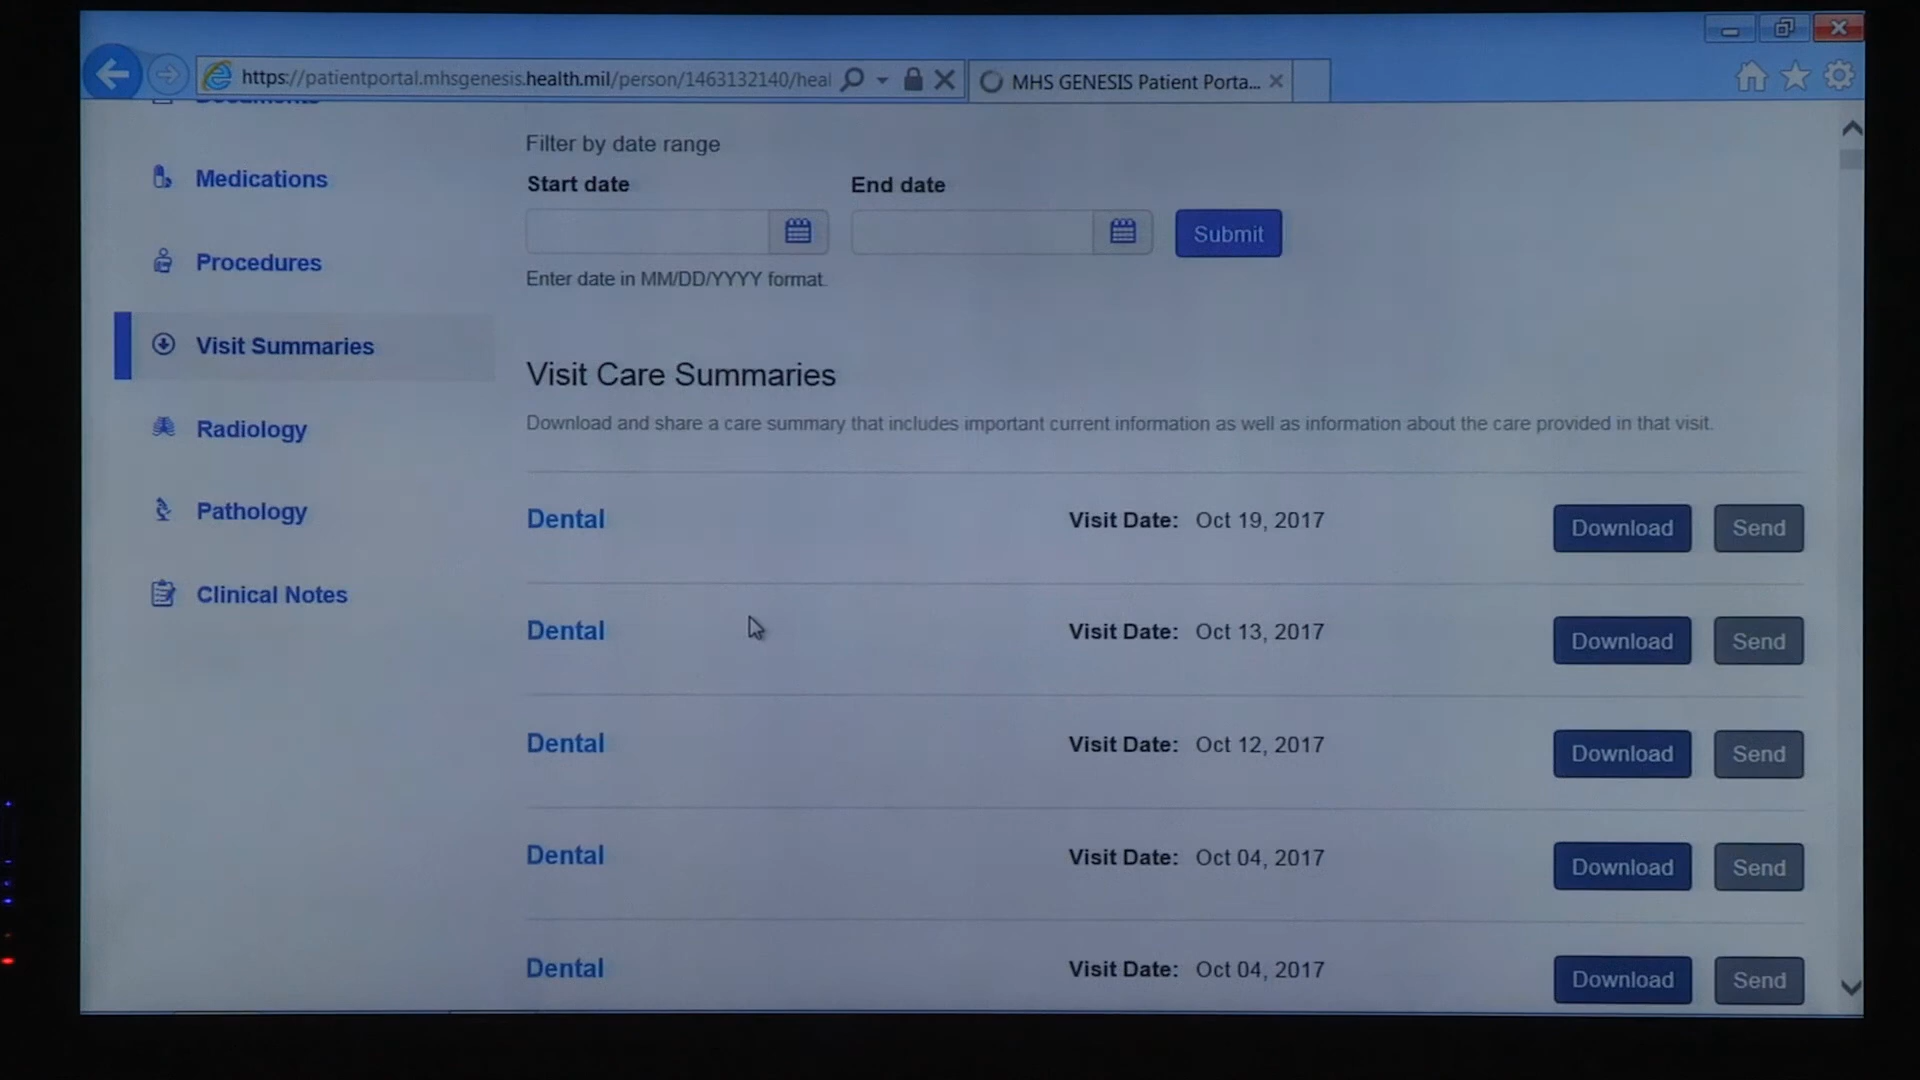 https://patientportal.mhsgenesis.health.mil/person/1463132140/heal
MHS GENESIS Patient Porta...
Documents
Medications
Procedures
Visit Summaries
Radiology
Pathology
Clinical Notes
Filter by date range
Start date
End date
Submit
Enter date in MM/DD/YYYY format.
Visit Care Summaries
Download and share a care summary that includes important current information as well as information about the care provided in that visit.
Dental Visit Date: Oct 19, 2017 Download Send
Dental Visit Date: Oct 13, 2017 Download Send
Dental Visit Date: Oct 12, 2017 Download Send
Dental Visit Date: Oct 04, 2017 Download Send
Dental Visit Date: Oct 04, 2017 Download Send